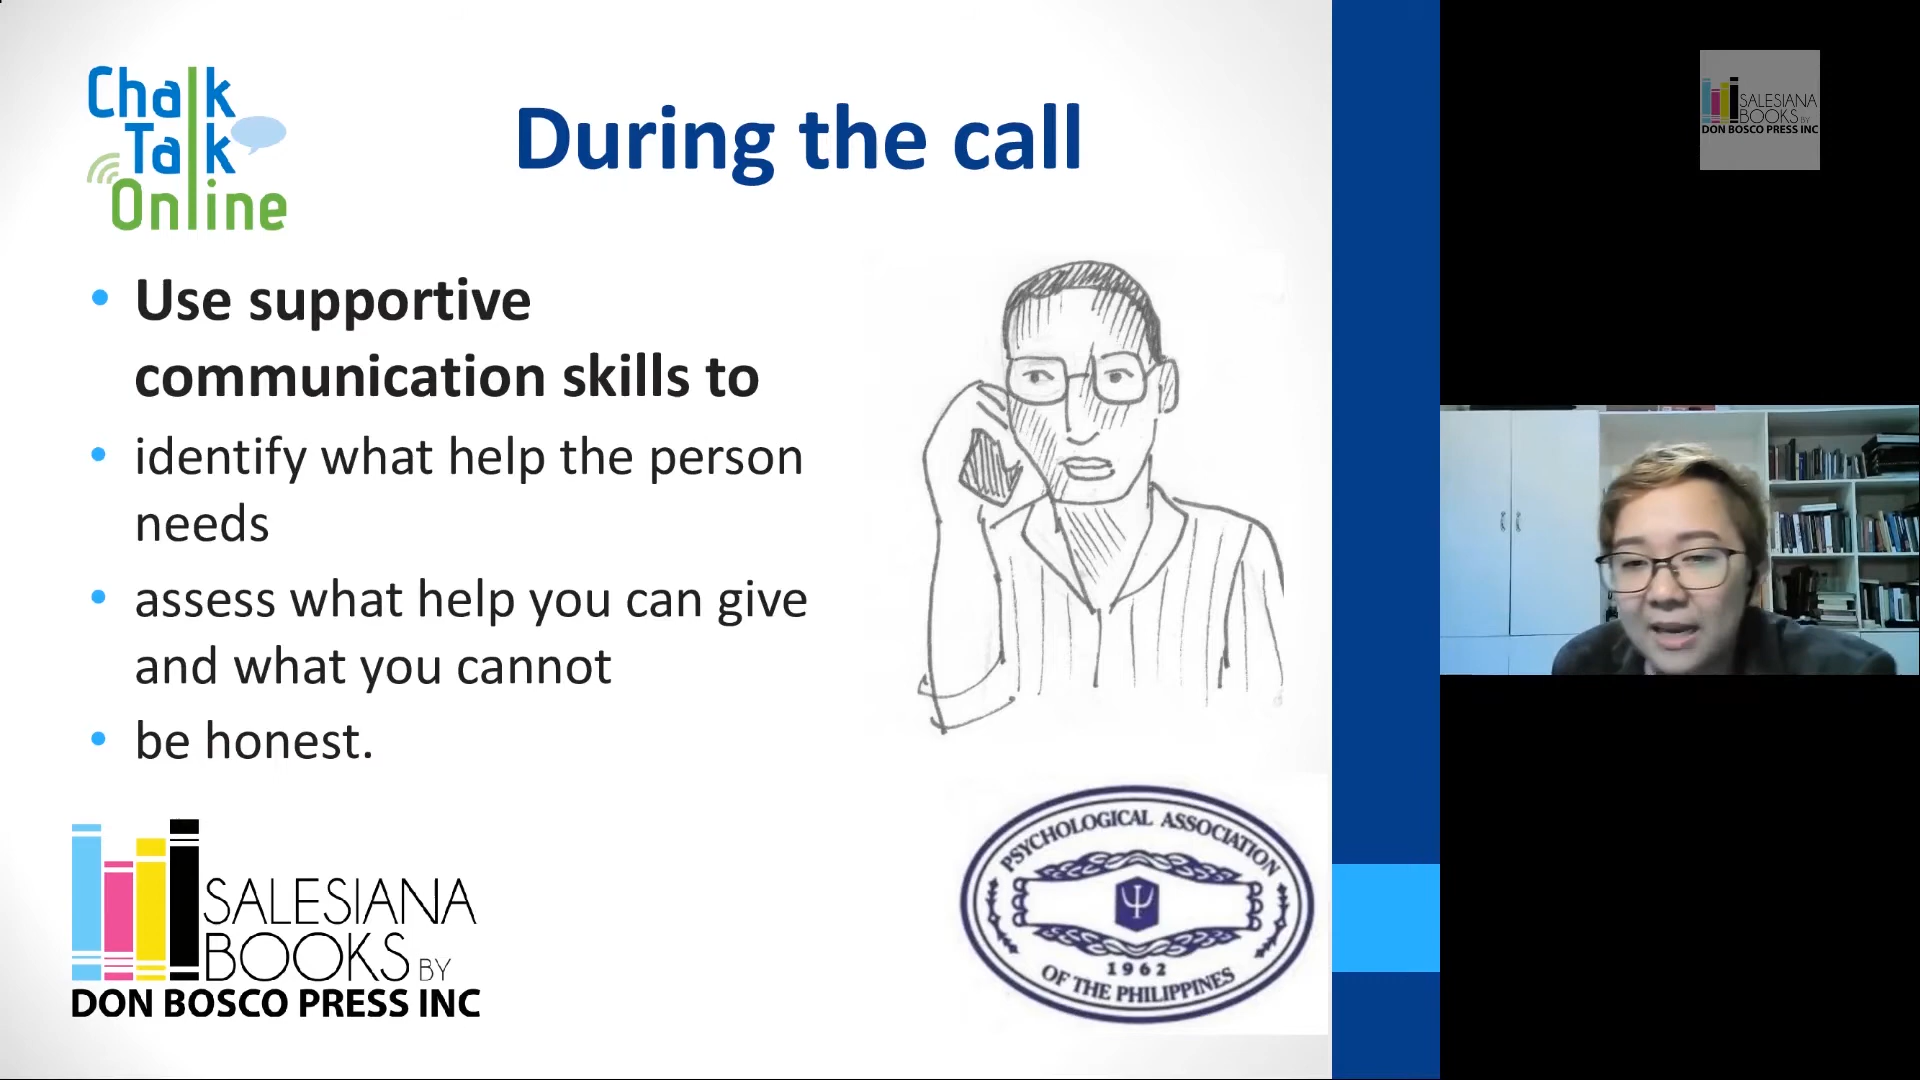 Chalk
Talk
Online
During the call
• Use supportive
communication skills to
• identify what help the person
needs
• assess what help you can give
and what you cannot
• be honest.
SALESIANA
BOOKS BY
DON BOSCO PRESS INC
PSYCHOLOGICAL ASSOCIATION
1962
OF THE PHILIPPINES
SALESIANA
BOOKS BY
DON BOSCO PRESS INC